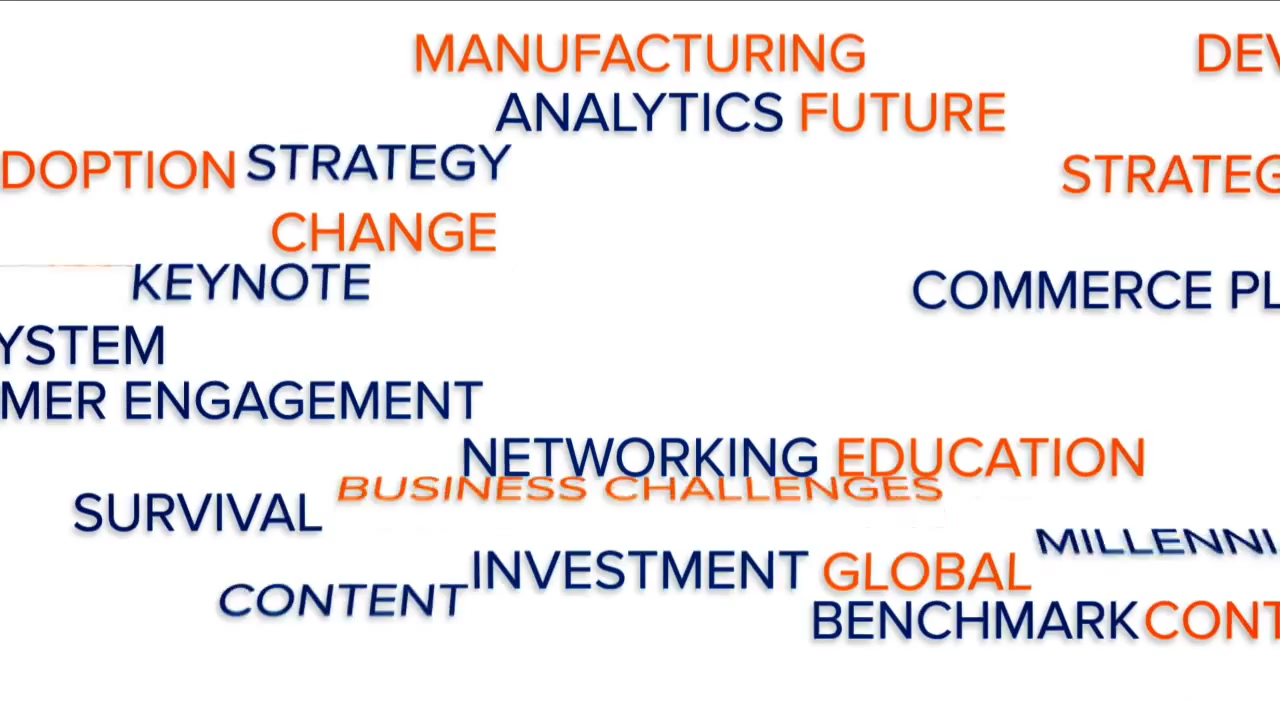 MANUFACTURING DEV
ANALYTICS FUTURE
DOPTION STRATEGY STRATEG
CHANGE
KEYNOTE COMMERCE PL
YSTEM
MER ENGAGEMENT
NETWORKING EDUCATION
BUSINESS CHALLENGES
SURVIVAL
MILLENNI
INVESTMENT GLOBAL
CONTENT
BENCHMARK CONT